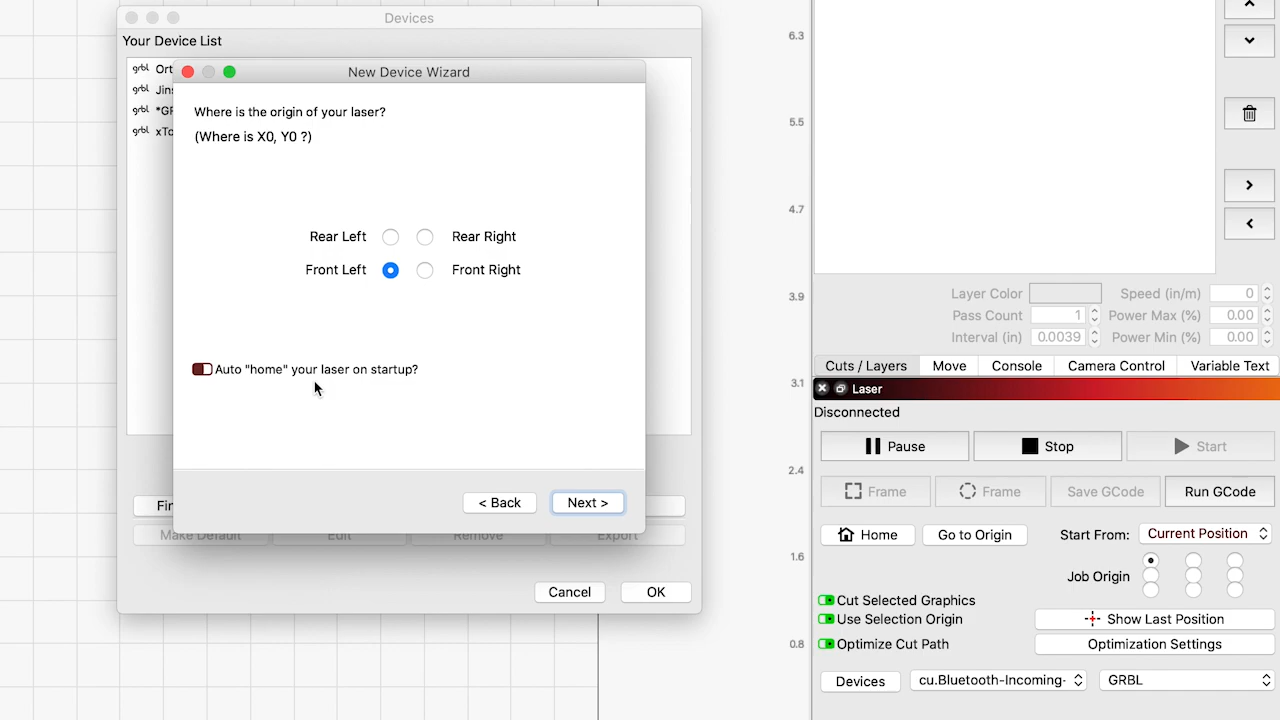 Devices
Your Device List
grbl Ort
grbl Jins
grbl *GR
grbl xTo
New Device Wizard
Where is the origin of your laser?
(Where is X0, Y0 ?)
Rear Left Rear Right
Front Left Front Right
Auto "home" your laser on startup?
< Back Next >
Fin
Make Default Edit Remove Export
Cancel OK
6.3
5.5
4.7
3.9
3.1
2.4
1.6
0.8
Layer Color Speed (in/m) 0
Pass Count 1 Power Max (%) 0.00
Interval (in) 0.0039 Power Min (%) 0.00
Cuts / Layers Move Console Camera Control Variable Text
Laser
Disconnected
Pause Stop Start
Frame Frame Save GCode Run GCode
Home Go to Origin Start From: Current Position
Job Origin
Cut Selected Graphics
Use Selection Origin Show Last Position
Optimize Cut Path Optimization Settings
Devices cu.Bluetooth-Incoming- GRBL